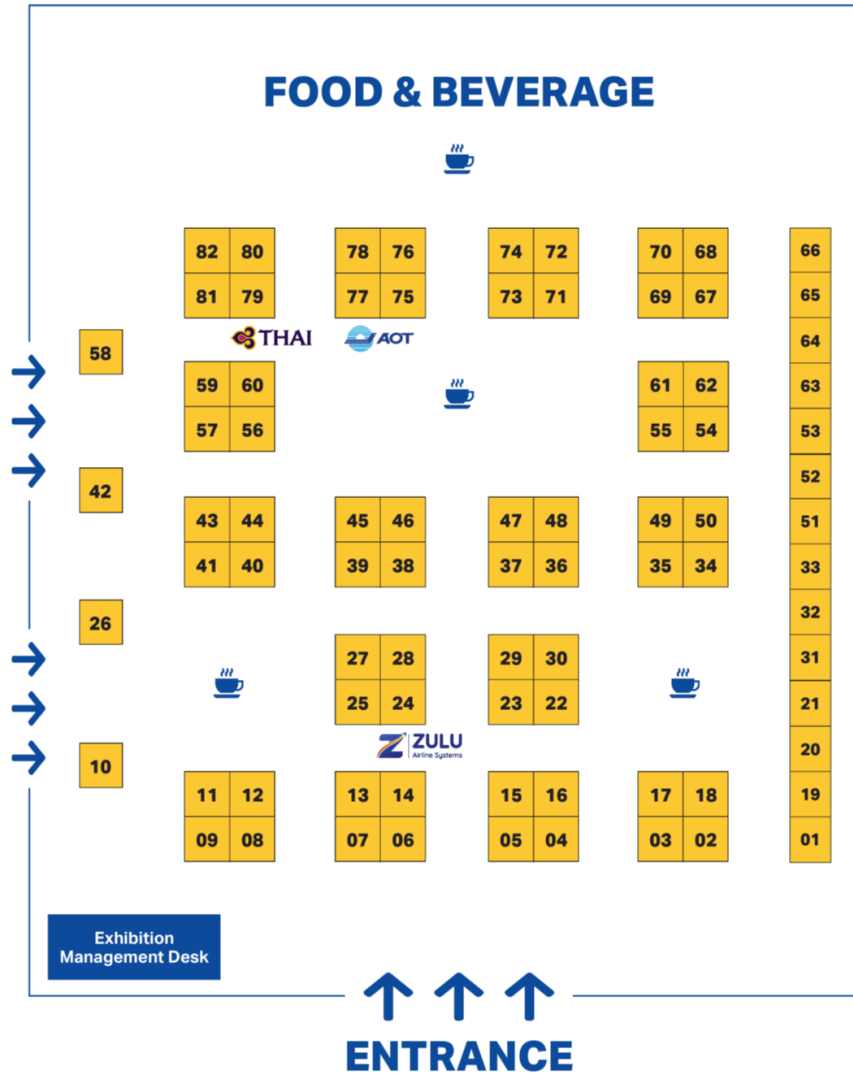 FOOD & BEVERAGE
82 80 78 76 74 72 70 68 66
81 79 77 75 73 71 69 67 65
THAI AOT 64
58
59 60 61 62 63
57 56 55 54 53
42 52
43 44 45 46 47 48 49 50 51
41 40 39 38 37 36 35 34 33
26 32
27 28 29 30 31
25 24 23 22 21
Z ZULU
Airline Systems
20
10
11 12 13 14 15 16 17 18 19
09 08 07 06 05 04 03 02 01
Exhibition
Management Desk
ENTRANCE